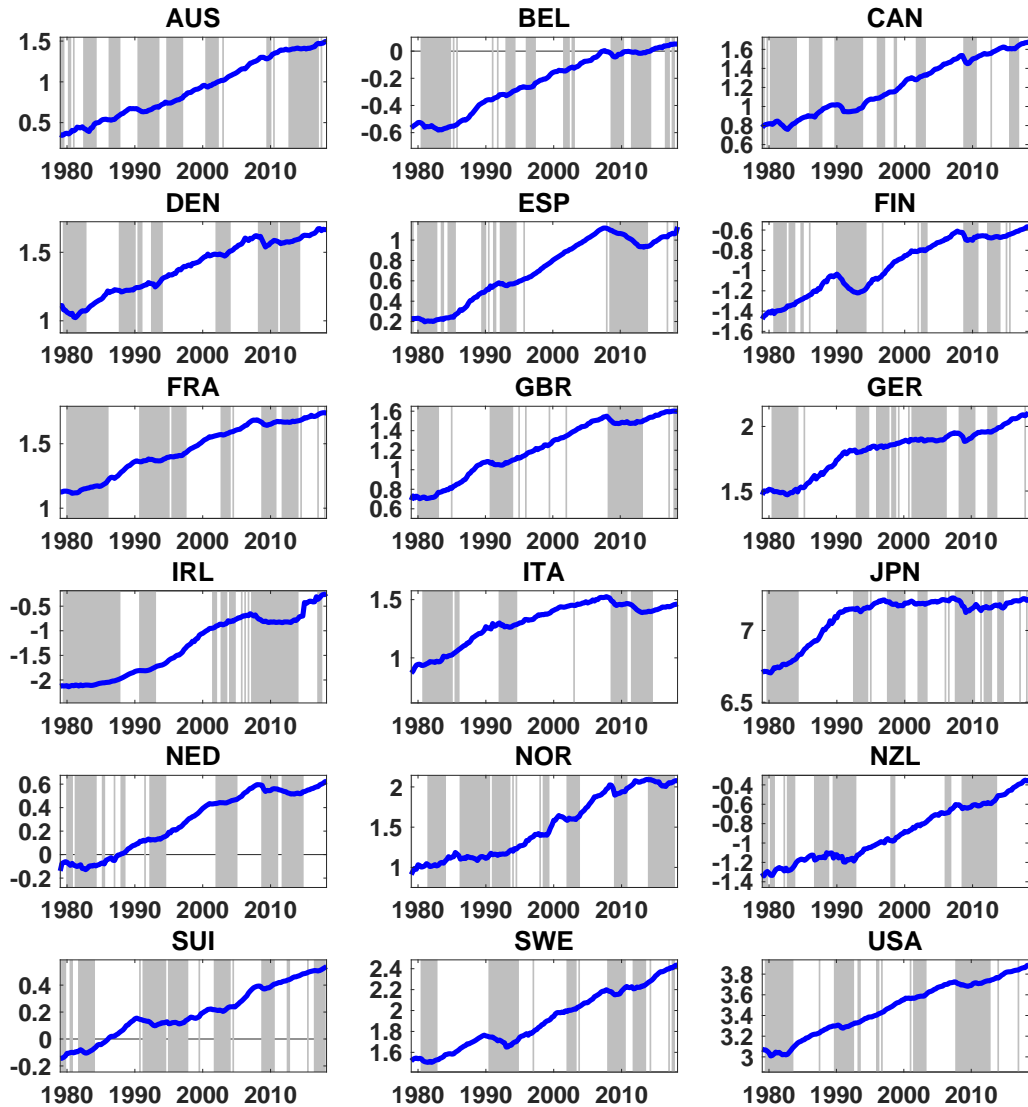 AUS BEL CAN
1.5
0.5
1980 1990 2000 2010
0
-0.2
-0.4
-0.6
1980 1990 2000 2010
1.6
1.4
1.2
1
0.8
0.6
1980 1990 2000 2010
DEN ESP FIN
1.5
1
1980 1990 2000 2010
1
0.8
0.6
0.4
0.2
1980 1990 2000 2010
-0.6
-0.8
-1
-1.2
-1.4
-1.6
1980 1990 2000 2010
FRA GBR GER
1.5
1
1980 1990 2000 2010
1.6
1.4
1.2
1
0.8
0.6
1980 1990 2000 2010
2
1.5
1980 1990 2000 2010
IRL ITA JPN
-0.5
-1
-1.5
-2
1980 1990 2000 2010
1.5
1
1980 1990 2000 2010
7
6.5
1980 1990 2000 2010
NED NOR NZL
0.6
0.4
0.2
0
-0.2
1980 1990 2000 2010
2
1.5
1
1980 1990 2000 2010
-0.4
-0.6
-0.8
-1
-1.2
-1.4
1980 1990 2000 2010
SUI SWE USA
0.4
0.2
0
-0.2
1980 1990 2000 2010
2.4
2.2
2
1.8
1.6
1980 1990 2000 2010
3.8
3.6
3.4
3.2
3
1980 1990 2000 2010